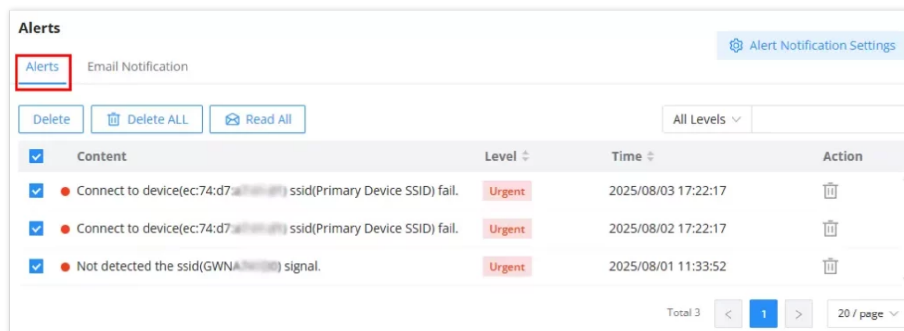 Alerts
Alert Notification Settings
Alerts Email Notification
Delete Delete ALL Read All All Levels
Content Level Time Action
Connect to device(ec:74:d7: ) ssid(Primary Device SSID) fail. Urgent 2025/08/03 17:22:17
Connect to device(ec:74:d7: ) ssid(Primary Device SSID) fail. Urgent 2025/08/02 17:22:17
Not detected the ssid(GWN ) signal. Urgent 2025/08/01 11:33:52
Total 3 < 1 > 20 / page